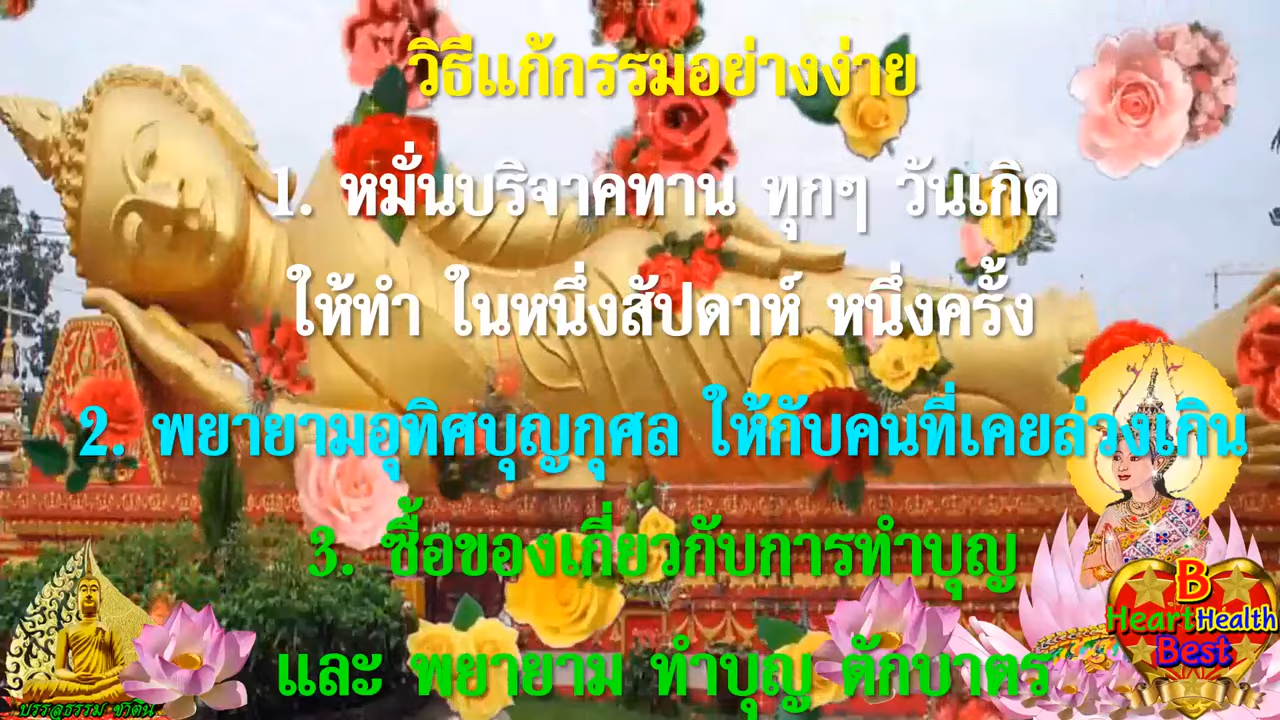 วิธีแก้กรรมอย่างง่าย
1. หมั่นบริจาคทาน ทุกๆ วันเกิด
ให้ทำ ในหนึ่งสัปดาห์ หนึ่งครั้ง
2. พยายามอุทิศบุญกุศล ให้กับคนที่เคยล่วงเกิน
3. ซื้อของเกี่ยวกับการทำบุญ
และ พยายาม ทำบุญ ตักบาตร
B
Heart Health
Best